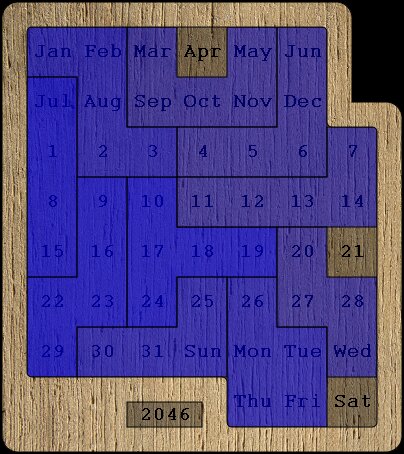 Jan Feb Mar Apr May Jun
Jul Aug Sep Oct Nov Dec
1 2 3 4 5 6 7
8 9 10 11 12 13 14
15 16 17 18 19 20 21
22 23 24 25 26 27 28
29 30 31 Sun Mon Tue Wed
Thu Fri Sat
2046